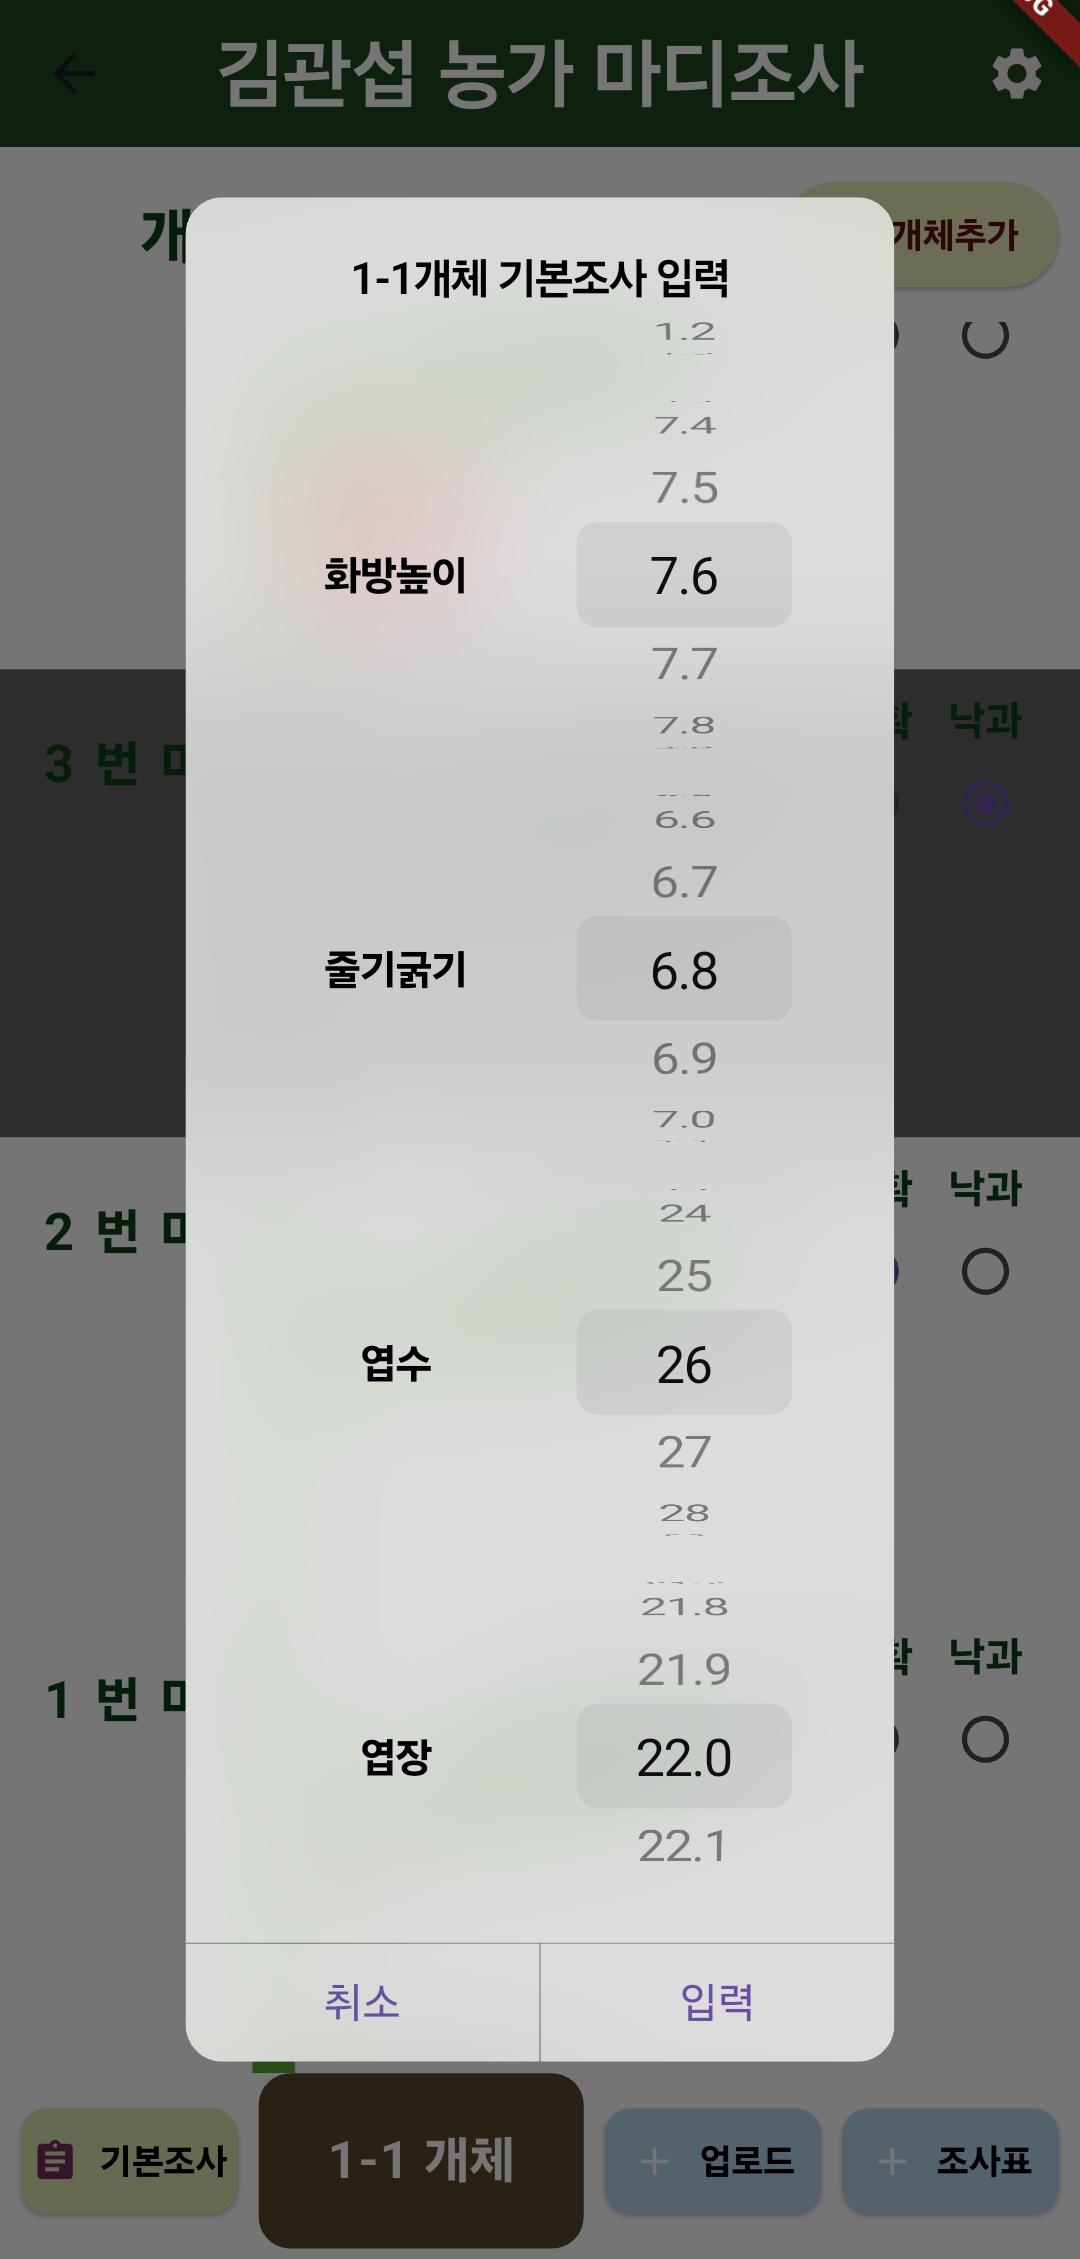 김관섭 농가 마디조사
개체추가
1-1개체 기본조사 입력
1.2
7.4
7.5
화방높이 7.6
7.7
7.8
3 번 낙과
6.6
6.7
줄기굵기 6.8
6.9
7.0
24
2 번 낙과
25
엽수 26
27
28
21.8
1 번 낙과
21.9
엽장 22.0
22.1
취소 입력
기본조사 1-1 개체 업로드 조사표